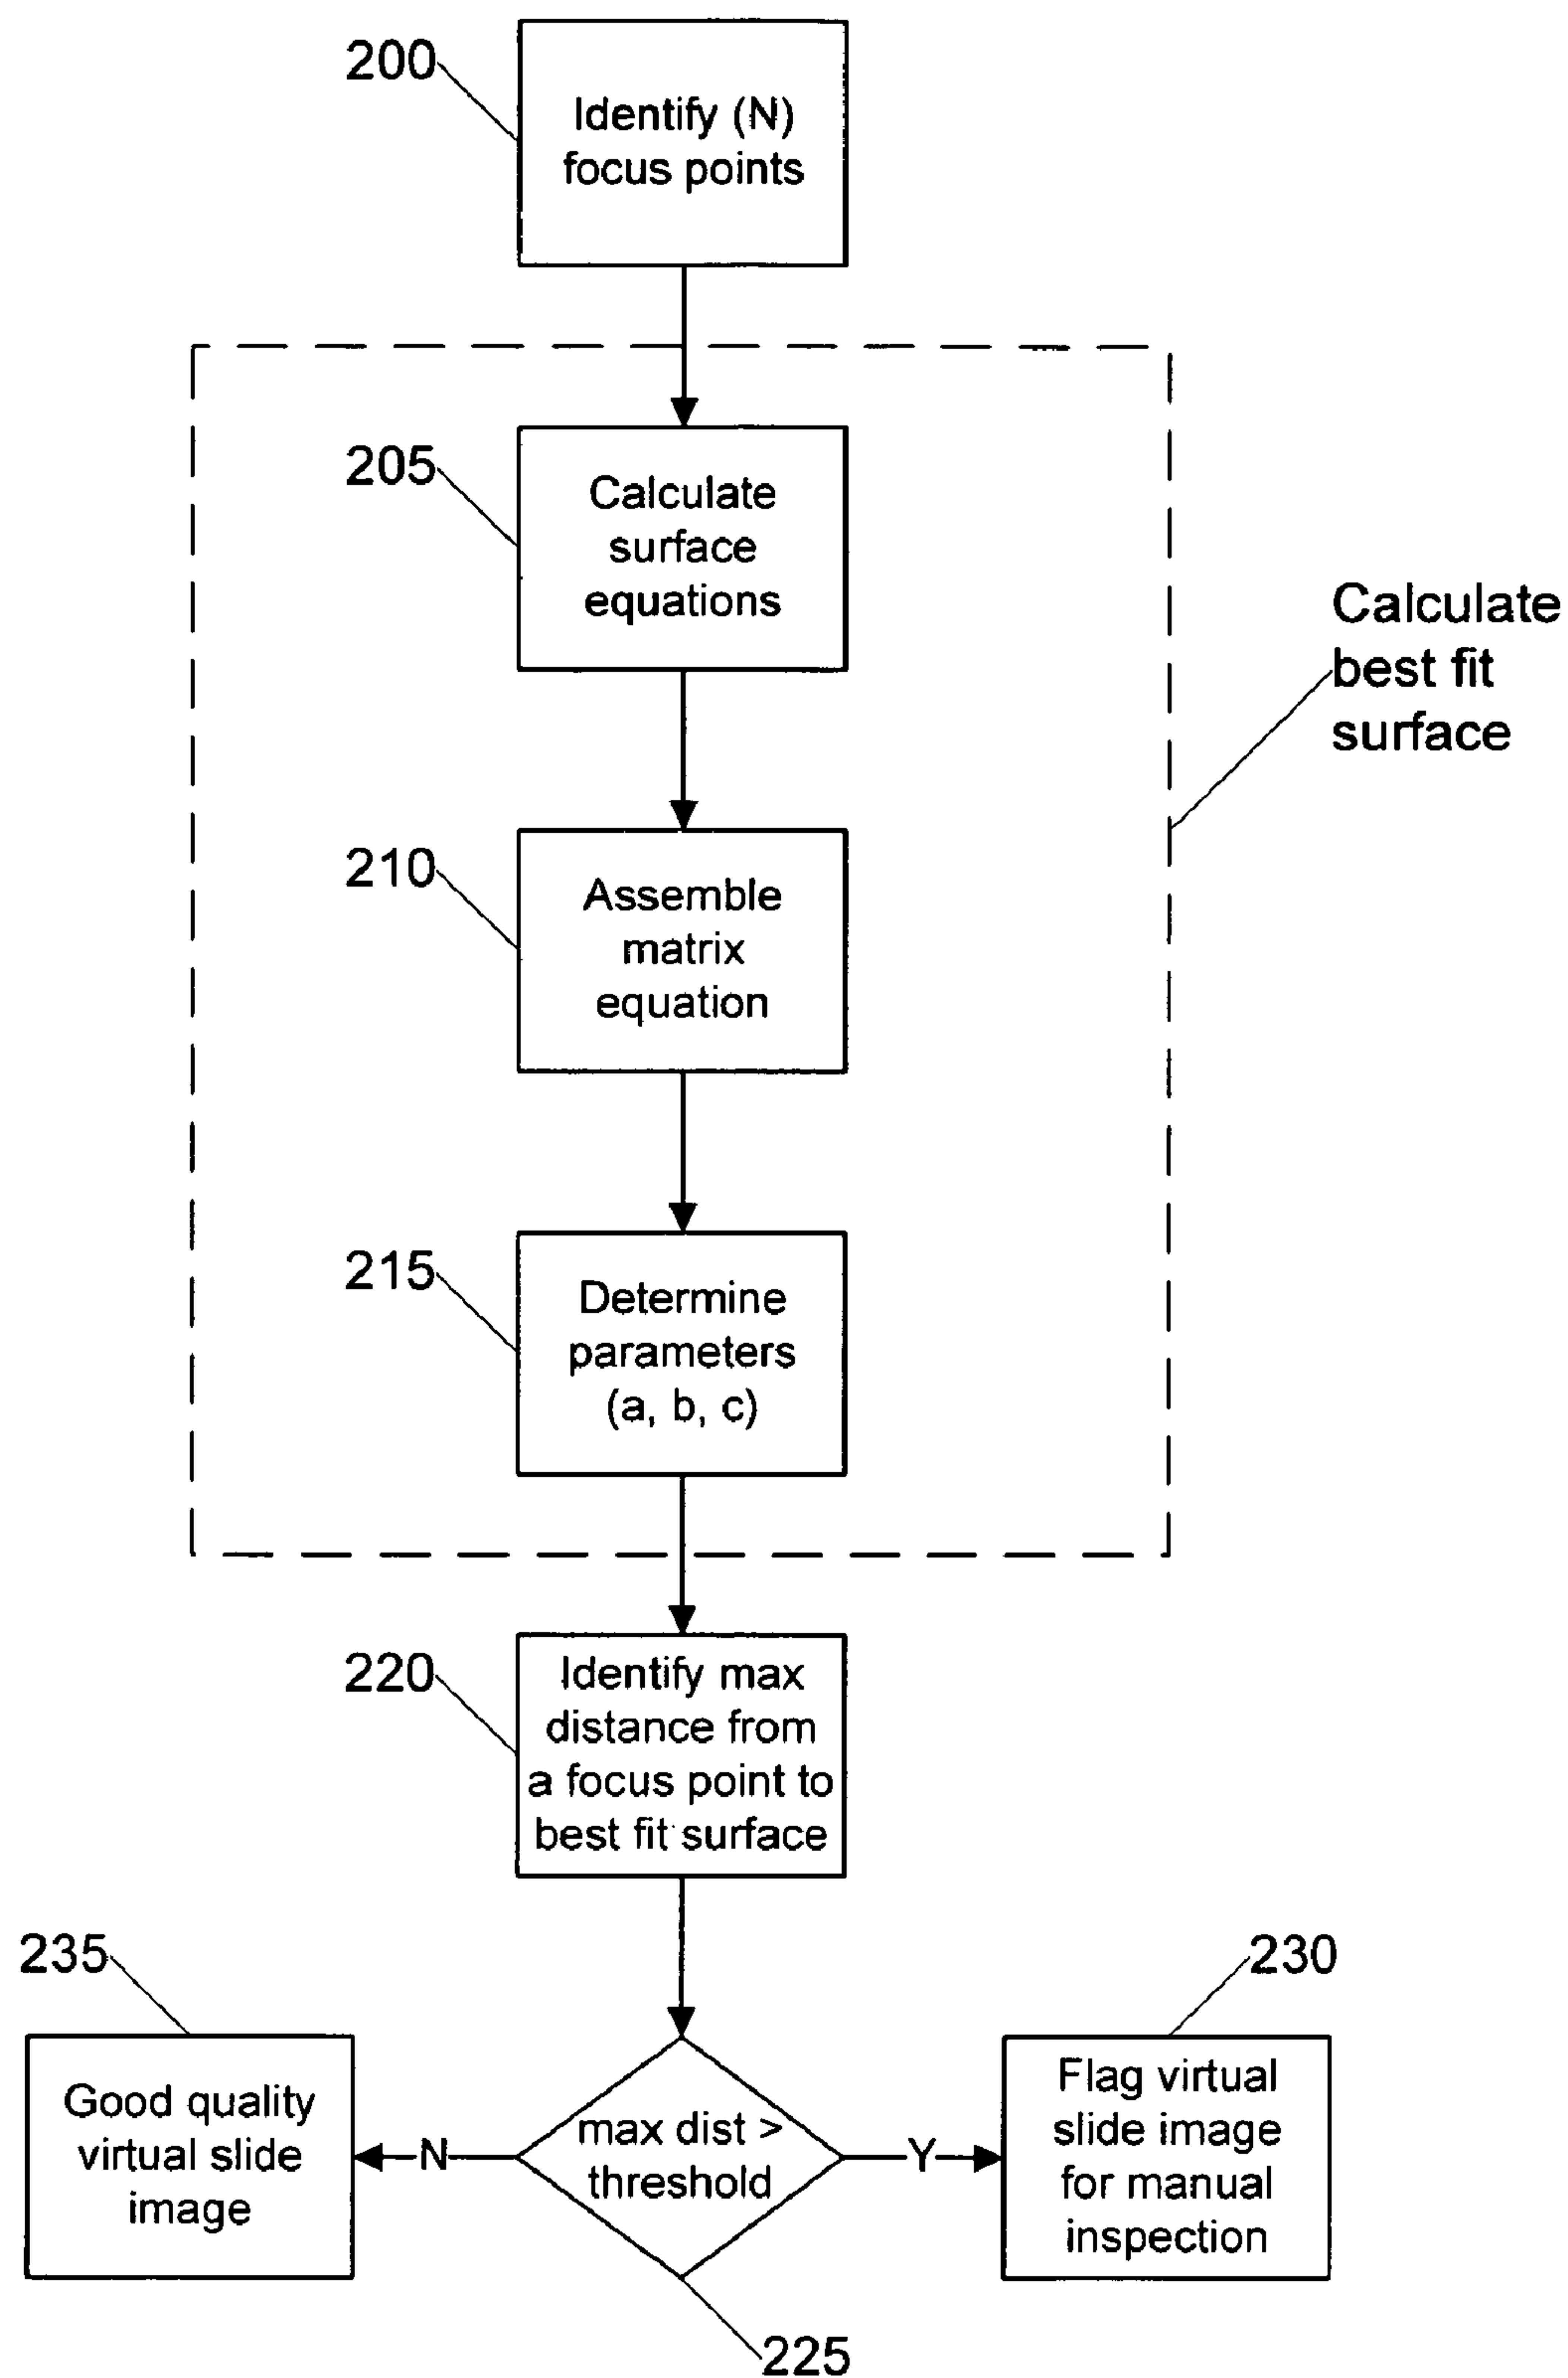 200
Identify (N)
focus points
205
Calculate
surface
equations
Calculate
best fit
surface
210
Assemble
matrix
equation
215
Determine
parameters
(a, b, c)
220
Identify max
distance from
a focus point to
best fit surface
235
230
Good quality
virtual slide
image
N
max dist >
threshold
Y
Flag virtual
slide image
for manual
inspection
225